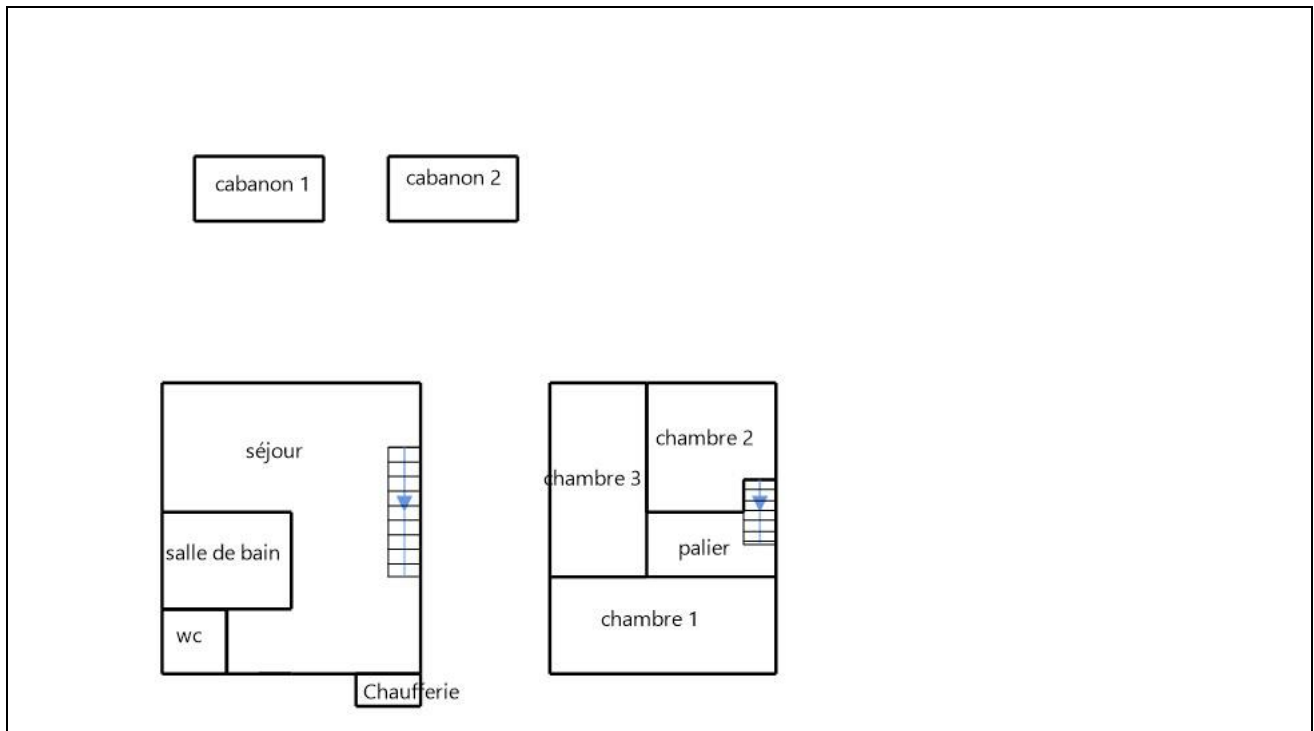 cabanon 1
cabanon 2
séjour
chambre 2
chambre 3
salle de bain
palier
chambre 1
wc
Chaufferie